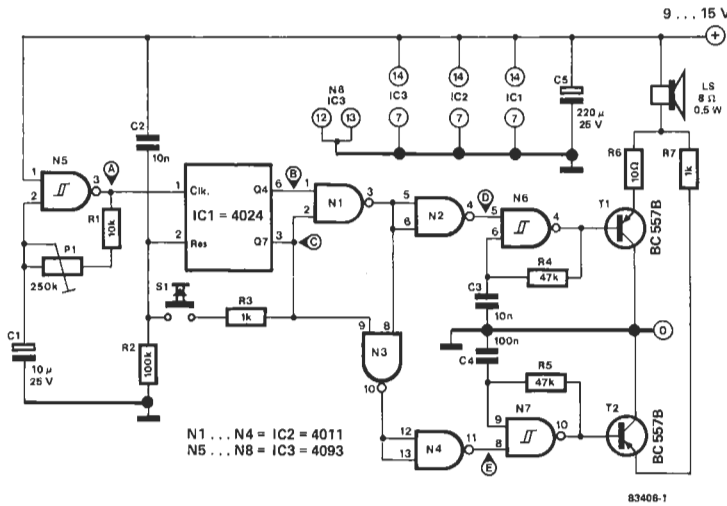 9 ... 15 V
+
LS
8 Ω
0,5 W
C5
220 µ
25 V
14
IC3
7
14
IC2
7
14
IC1
7
N8
IC3
12 13
C2
10n
N5
1
2
3
A
R1
10k
P1
250k
C1
10 µ
25 V
1
Clk.
Q4
6
B
IC1 = 4024
2
Res
Q7
3
C
S1
R3
1k
R2
100k
1
2
N1
3
5
6
N2
4
D
N6
5
6
4
R4
47k
C3
10n
R6
10Ω
R7
1k
T1
BC 557B
0
9
8
N3
10
100n
C4
R5
47k
N7
9
8
10
T2
BC 557B
12
13
N4
11
E
N1 ... N4 = IC2 = 4011
N5 ... N8 = IC3 = 4093
83406-1